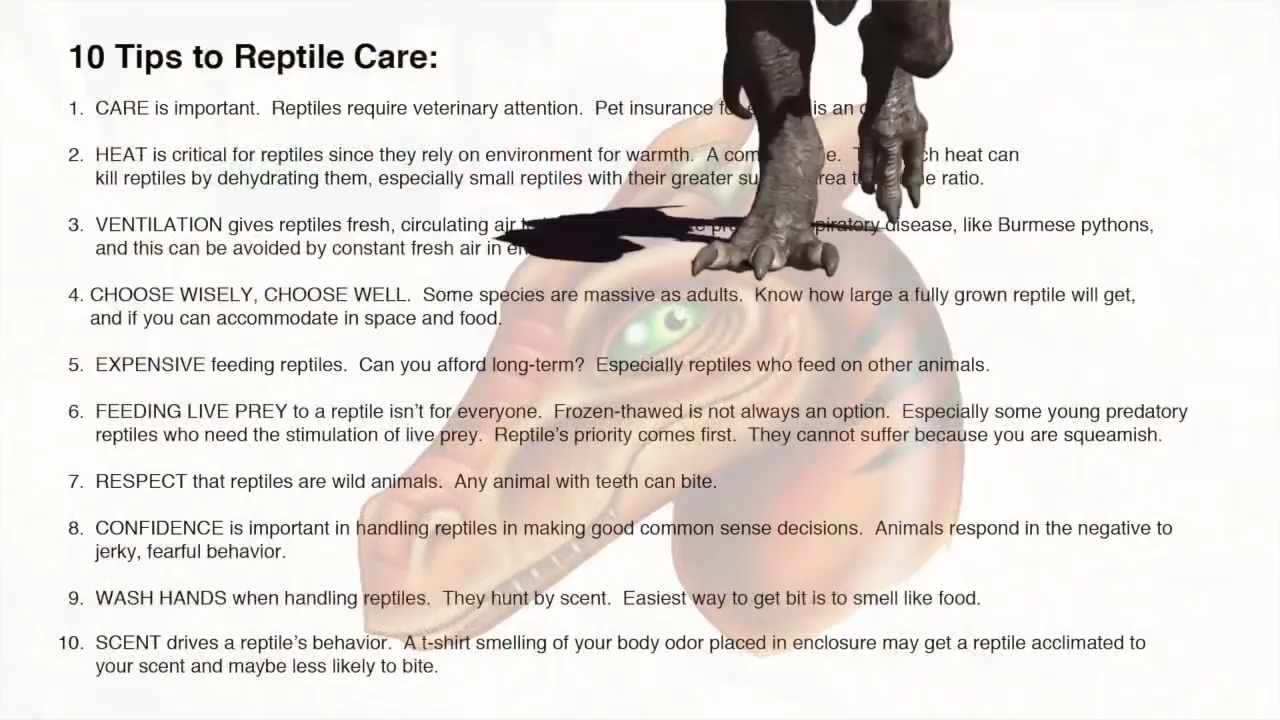 10 Tips to Reptile Care:
1. CARE is important. Reptiles require veterinary attention. Pet insurance is an
2. HEAT is critical for reptiles since they rely on environment for warmth. A heat can
kill reptiles by dehydrating them, especially small reptiles with their greater ratio.
3. VENTILATION gives reptiles fresh, circulating air disease, like Burmese pythons,
and this can be avoided by constant fresh air in
4. CHOOSE WISELY, CHOOSE WELL. Some species are massive as adults. Know how large a fully grown reptile will get,
and if you can accommodate in space and food.
5. EXPENSIVE feeding reptiles. Can you afford long-term? Especially reptiles who feed on other animals.
6. FEEDING LIVE PREY to a reptile isn’t for everyone. Frozen-thawed is not always an option. Especially some young predatory
reptiles who need the stimulation of live prey. Reptile’s priority comes first. They cannot suffer because you are squeamish.
7. RESPECT that reptiles are wild animals. Any animal with teeth can bite.
8. CONFIDENCE is important in handling reptiles in making good common sense decisions. Animals respond in the negative to
jerky, fearful behavior.
9. WASH HANDS when handling reptiles. They hunt by scent. Easiest way to get bit is to smell like food.
10. SCENT drives a reptile’s behavior. A t-shirt smelling of your body odor placed in enclosure may get a reptile acclimated to
your scent and maybe less likely to bite.